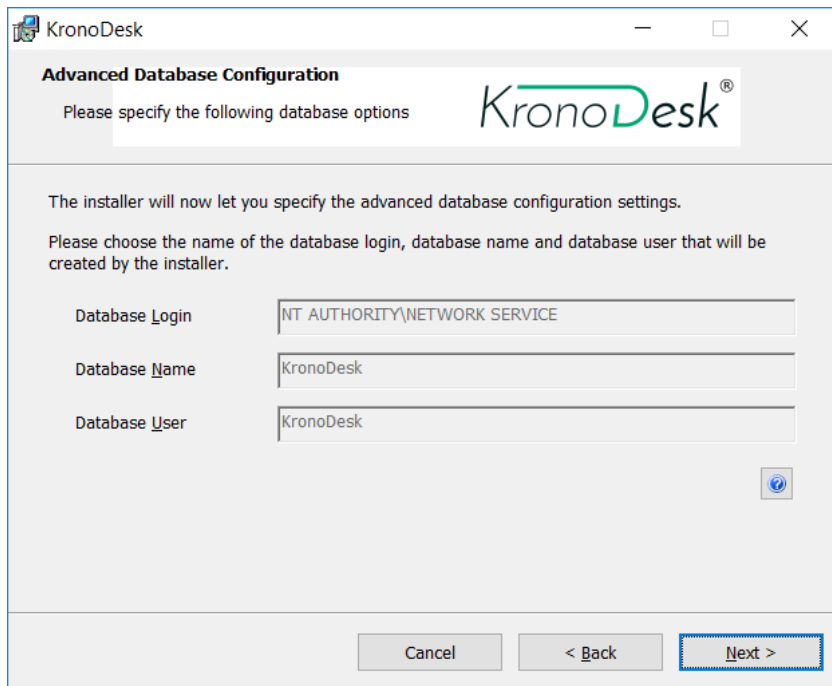 KronoDesk
Advanced Database Configuration
Please specify the following database options
KronoDesk®
The installer will now let you specify the advanced database configuration settings.
Please choose the name of the database login, database name and database user that will be
created by the installer.
Database Login
NT AUTHORITY\NETWORK SERVICE
Database Name
KronoDesk
Database User
KronoDesk
?
Cancel
< Back
Next >